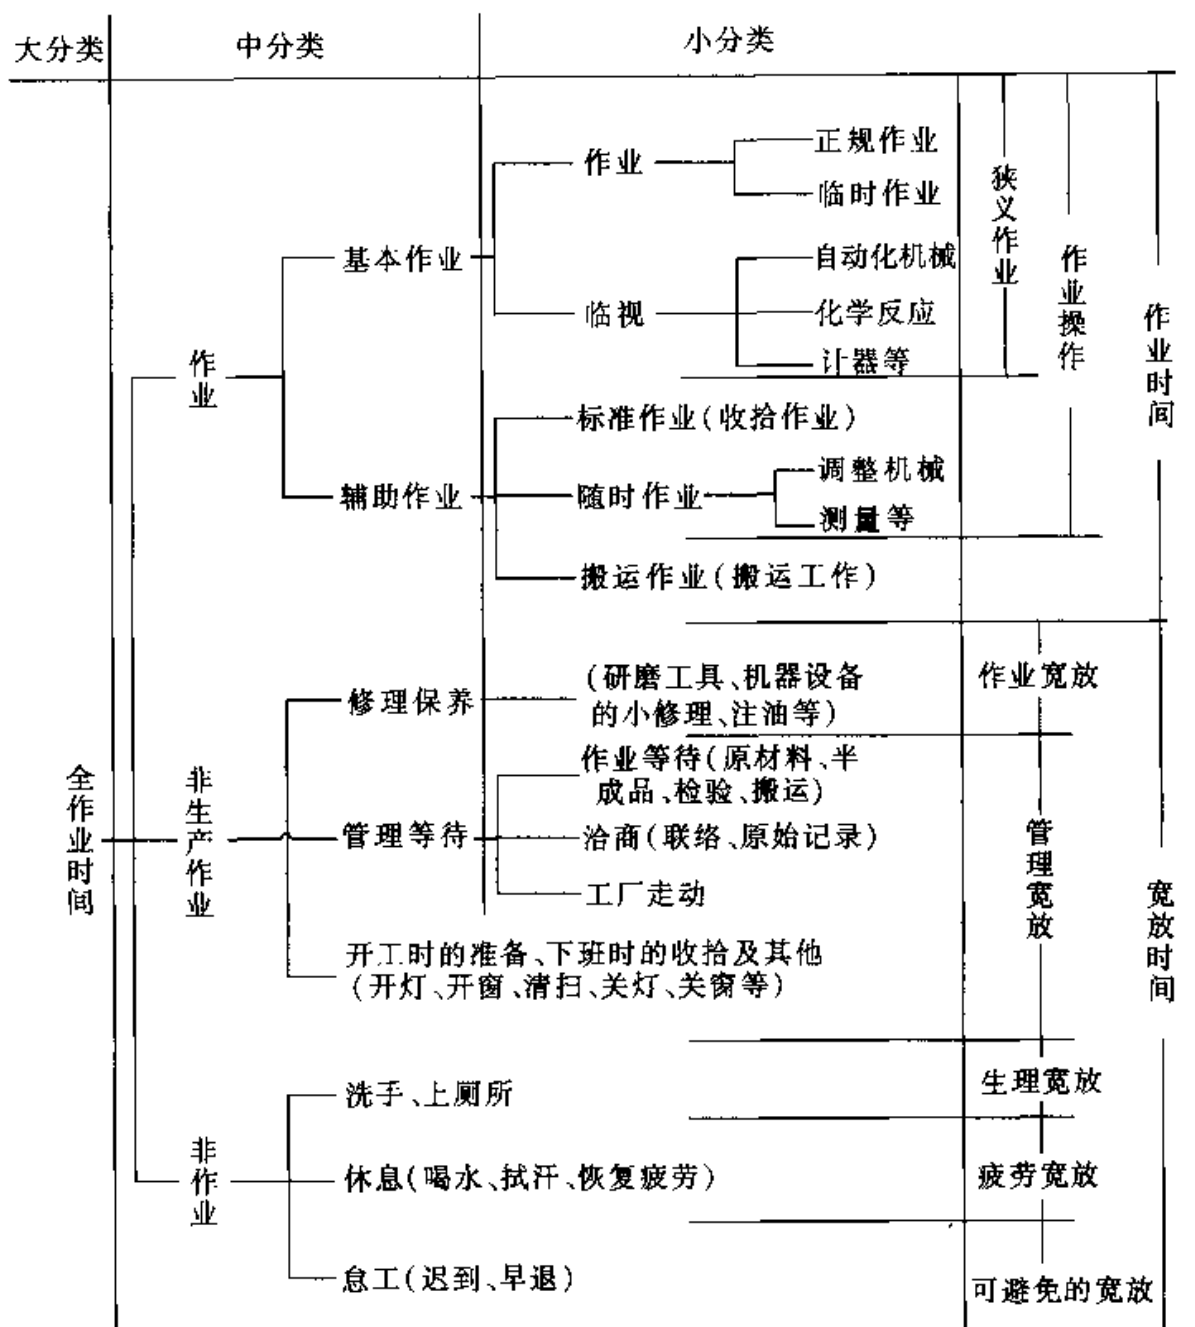 大分类
中分类
小分类
作业
正规作业
临时作业
基本作业
临视
自动化机械
化学反应
计器等
作业
辅助作业
标准作业(收拾作业)
随时作业
调整机械
测量等
搬运作业(搬运工作)
狭义作业
作业操作
作业时间
全作业时间
非生产作业
修理保养
(研磨工具、机器设备
的小修理、注油等)
作业宽放
管理等待
作业等待(原材料、半
成品、检验、搬运)
洽商(联络、原始记录)
工厂走动
开工时的准备、下班时的收拾及其他
(开灯、开窗、清扫、关灯、关窗等)
管理宽放
宽放时间
非作业
洗手、上厕所
生理宽放
休息(喝水、拭汗、恢复疲劳)
疲劳宽放
怠工(迟到、早退)
可避免的宽放